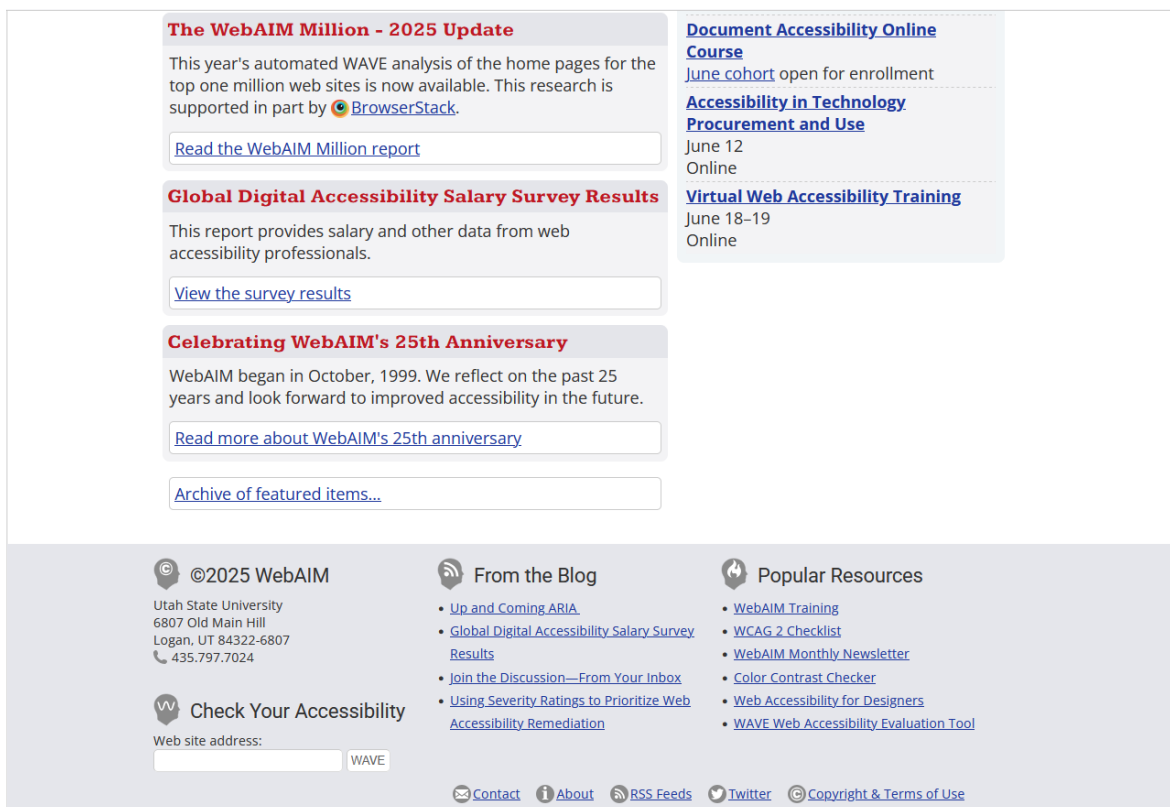 The WebAIM Million - 2025 Update
This year's automated WAVE analysis of the home pages for the
top one million web sites is now available. This research is
supported in part by BrowserStack.
Read the WebAIM Million report
Global Digital Accessibility Salary Survey Results
This report provides salary and other data from web
accessibility professionals.
View the survey results
Celebrating WebAIM's 25th Anniversary
WebAIM began in October, 1999. We reflect on the past 25
years and look forward to improved accessibility in the future.
Read more about WebAIM's 25th anniversary
Archive of featured items...
Document Accessibility Online
Course
June cohort open for enrollment
Accessibility in Technology
Procurement and Use
June 12
Online
Virtual Web Accessibility Training
June 18–19
Online
©2025 WebAIM
Utah State University
6807 Old Main Hill
Logan, UT 84322-6807
435.797.7024
Check Your Accessibility
Web site address:
WAVE
From the Blog
• Up and Coming ARIA
• Global Digital Accessibility Salary Survey
Results
• Join the Discussion—From Your Inbox
• Using Severity Ratings to Prioritize Web
Accessibility Remediation
Popular Resources
• WebAIM Training
• WCAG 2 Checklist
• WebAIM Monthly Newsletter
• Color Contrast Checker
• Web Accessibility for Designers
• WAVE Web Accessibility Evaluation Tool
Contact About RSS Feeds Twitter © Copyright & Terms of Use